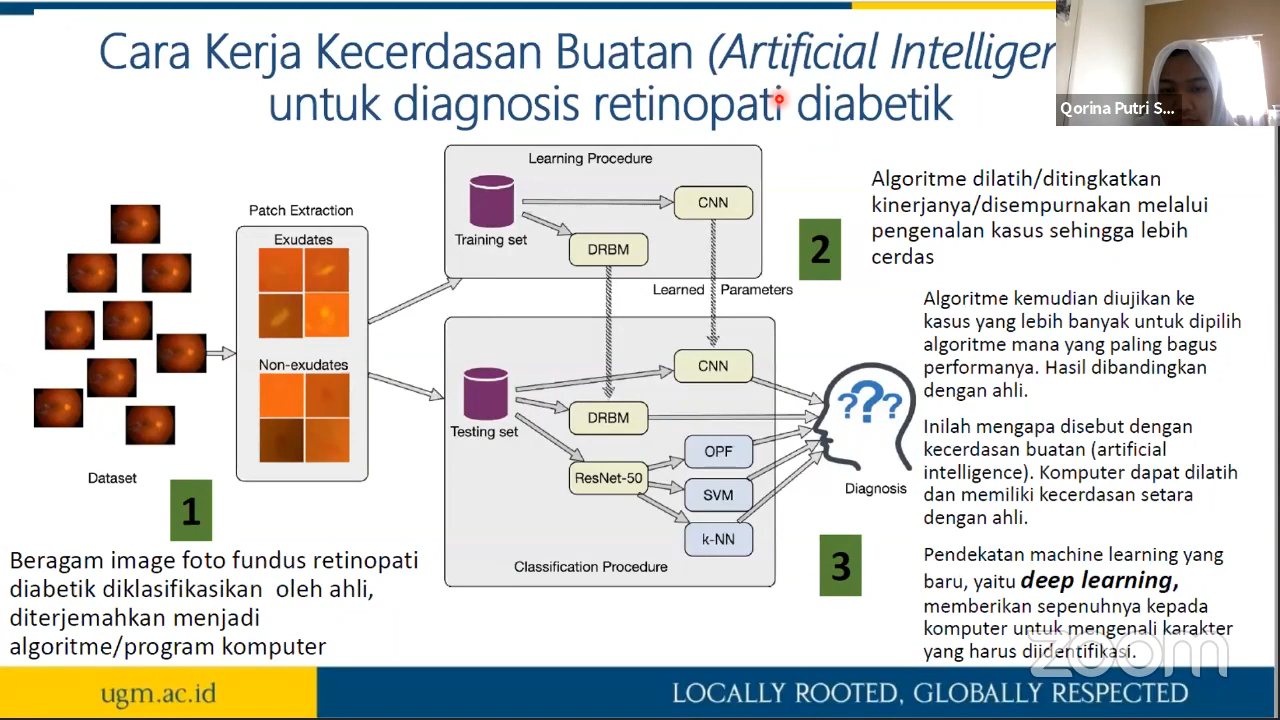 Cara Kerja Kecerdasan Buatan (Artificial Intelligen
untuk diagnosis retinopati diabetik
Qorina Putri S...
Learning Procedure
Training set
CNN
DRBM
Learned Parameters
Patch Extraction
Exudates
Non-exudates
Dataset
Testing set
CNN
DRBM
ResNet-50
OPF
SVM
k-NN
Classification Procedure
???
Diagnosis
1
Beragam image foto fundus retinopati
diabetik diklasifikasikan oleh ahli,
diterjemahkan menjadi
algoritme/program komputer
2
Algoritme dilatih/ditingkatkan
kinerjanya/disempurnakan melalui
pengenalan kasus sehingga lebih
cerdas
3
Algoritme kemudian diujikan ke
kasus yang lebih banyak untuk dipilih
algoritme mana yang paling bagus
performanya. Hasil dibandingkan
dengan ahli.
Inilah mengapa disebut dengan
kecerdasan buatan (artificial
intelligence). Komputer dapat dilatih
dan memiliki kecerdasan setara
dengan ahli.
Pendekatan machine learning yang
baru, yaitu deep learning,
memberikan sepenuhnya kepada
komputer untuk mengenali karakter
yang harus diidentifikasi.
zoom
ugm.ac.id
LOCALLY ROOTED, GLOBALLY RESPECTED